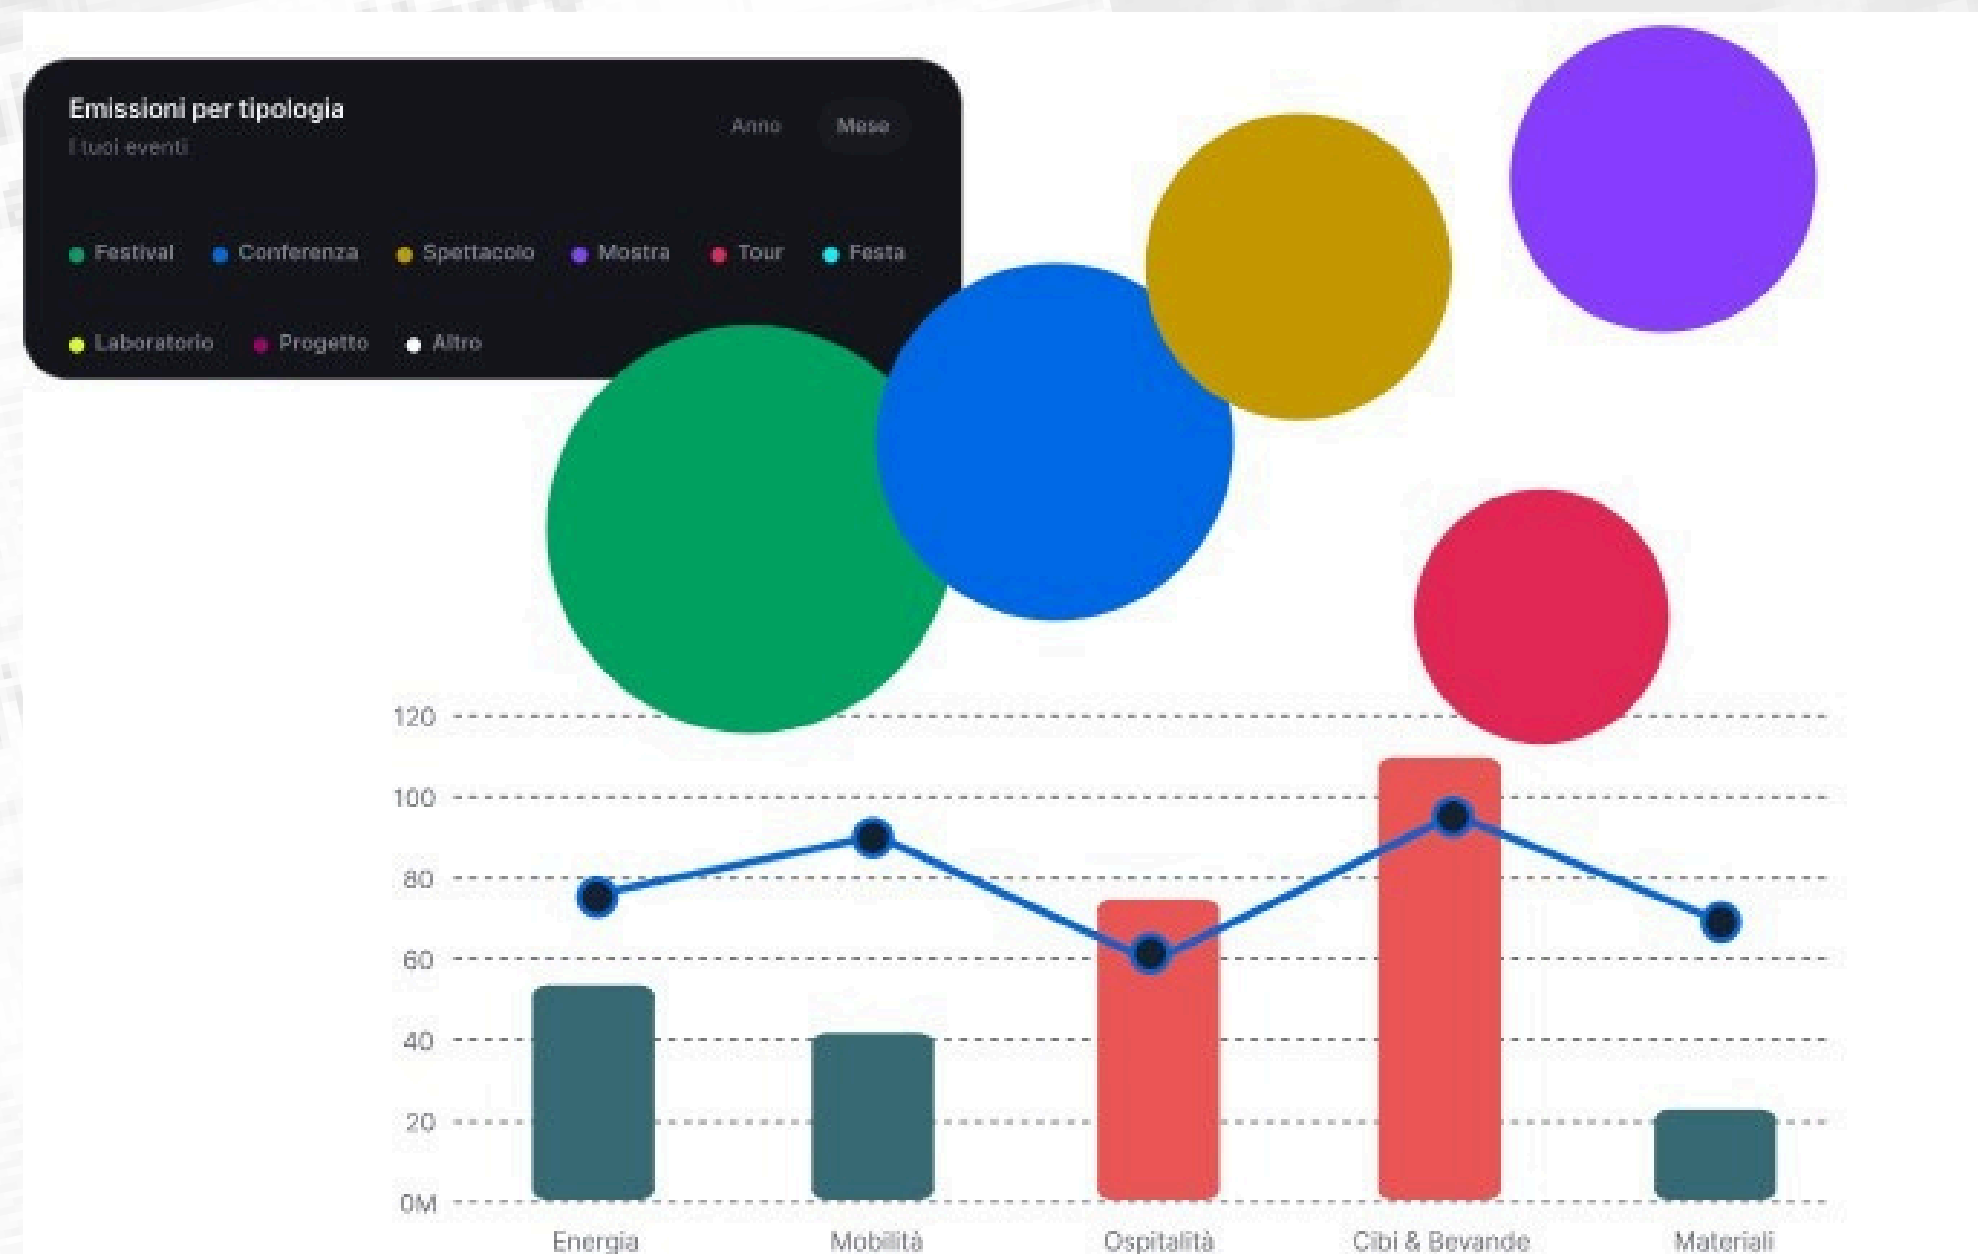 Emissioni per tipologia
I tuoi eventi
Anno Mese
Festival Conferenza Spettacolo Mostra Tour Festa
Laboratorio Progetto Altro
120
100
80
60
40
20
0M
Energia Mobilità Ospitalità Cibi & Bevande Materiali